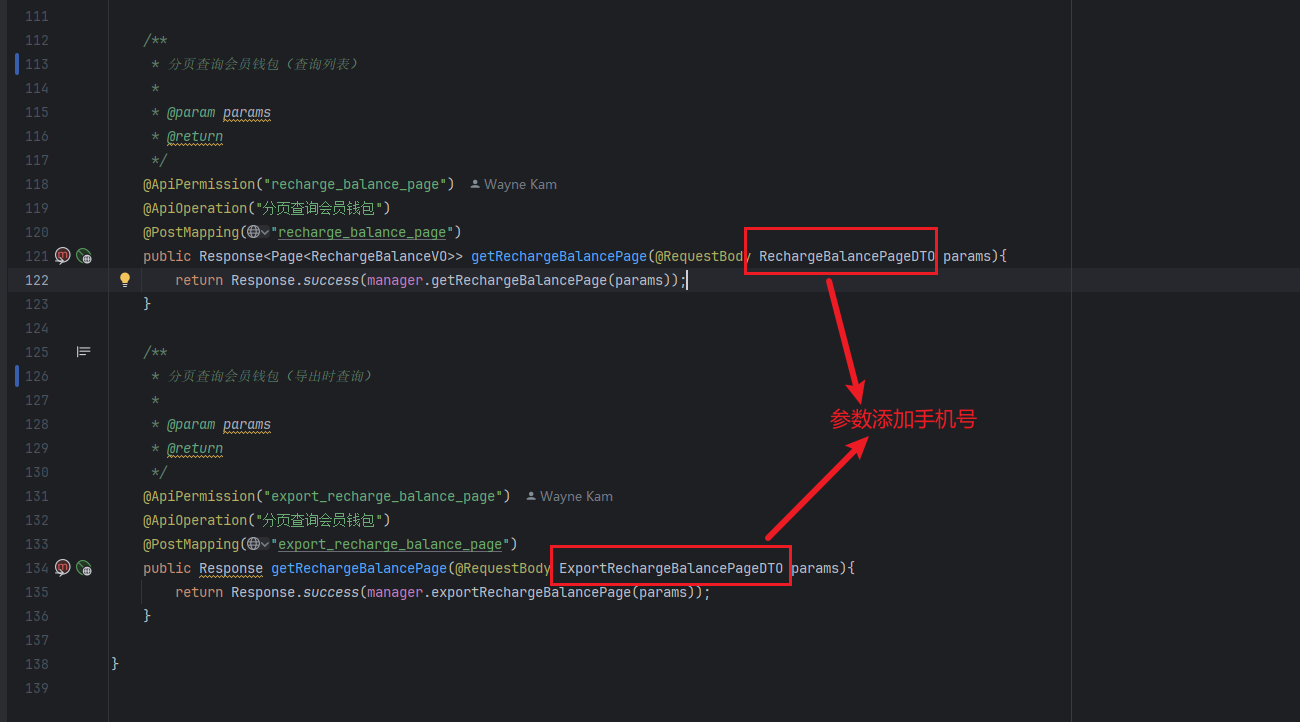 111
112 /**
113 * 分页查询会员钱包（查询列表）
114 *
115 * @param params
116 * @return
117 */
118 @ApiPermission("recharge_balance_page") Wayne Kam
119 @ApiOperation("分页查询会员钱包")
120 @PostMapping("recharge_balance_page")
121 public Response<Page<RechargeBalanceVO>> getRechargeBalancePage(@RequestBody RechargeBalancePageDTO params){
122 return Response.success(manager.getRechargeBalancePage(params));
123 }
124
125 /**
126 * 分页查询会员钱包（导出时查询）
127 *
128 * @param params
129 * @return
130 */
参数添加手机号
131 @ApiPermission("export_recharge_balance_page") Wayne Kam
132 @ApiOperation("分页查询会员钱包")
133 @PostMapping("export_recharge_balance_page")
134 public Response getRechargeBalancePage(@RequestBody ExportRechargeBalancePageDTO params){
135 return Response.success(manager.exportRechargeBalancePage(params));
136 }
137
138 }
139